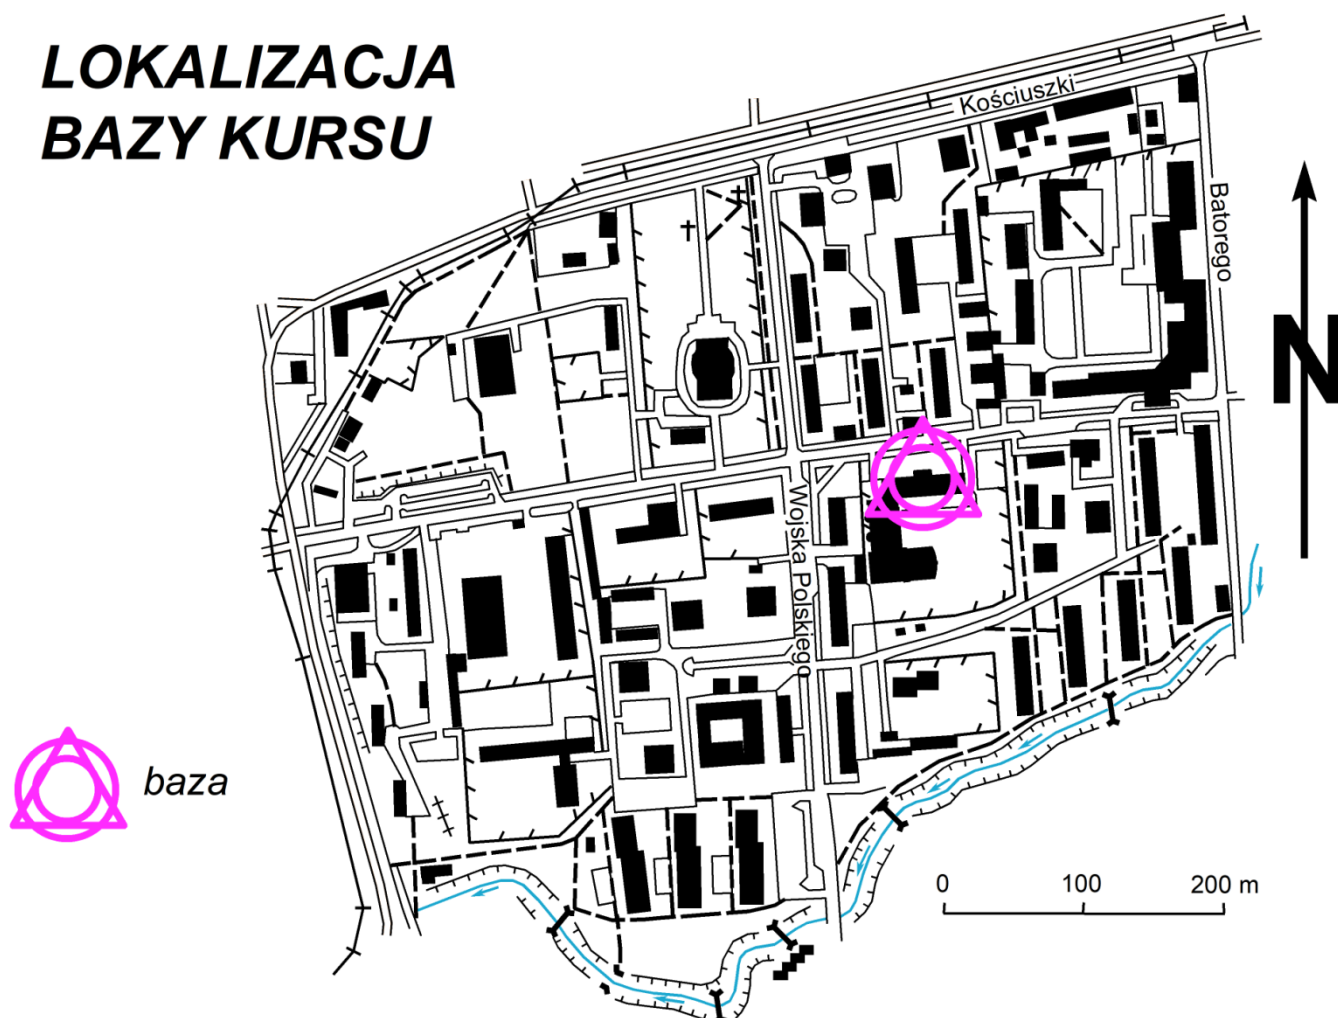 LOKALIZACJA
BAZY KURSU
Kościuszki
Batorego
N
Wojska Polskiego
baza
0 100 200 m